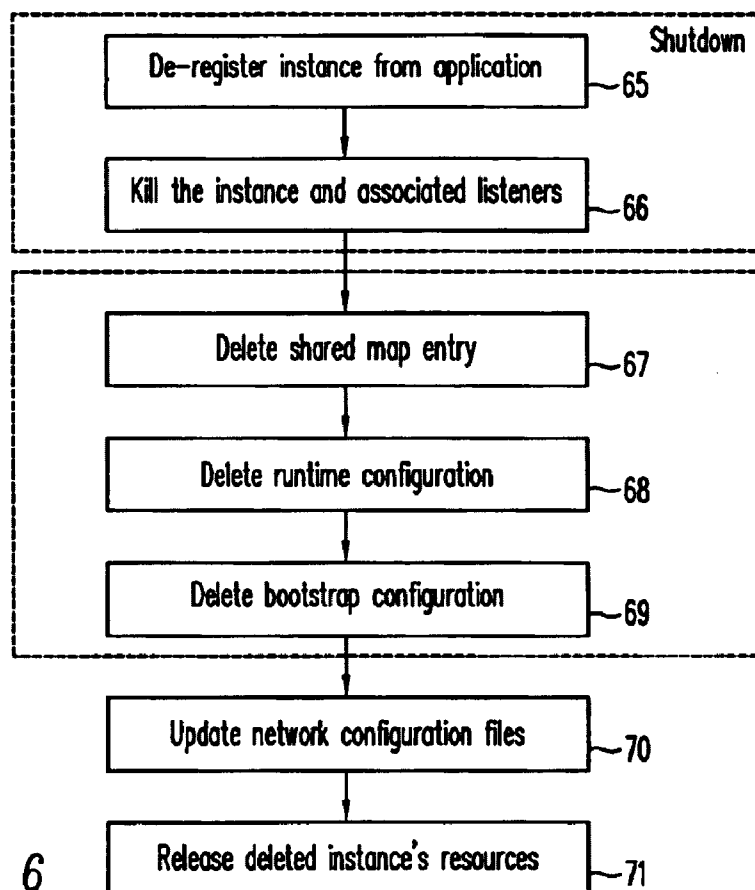 Shutdown
De-register instance from application
65
Kill the instance and associated listeners
66
Delete shared map entry
67
Delete runtime configuration
68
Delete bootstrap configuration
69
Update network configuration files
70
Release deleted instance's resources
71
6